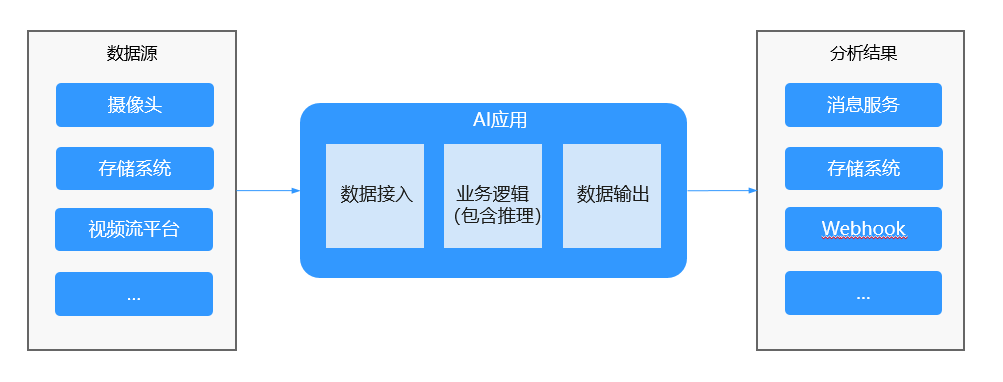 数据源
摄像头
存储系统
视频流平台
...
AI应用
数据接入
业务逻辑
（包含推理）
数据输出
分析结果
消息服务
存储系统
Webhook
...